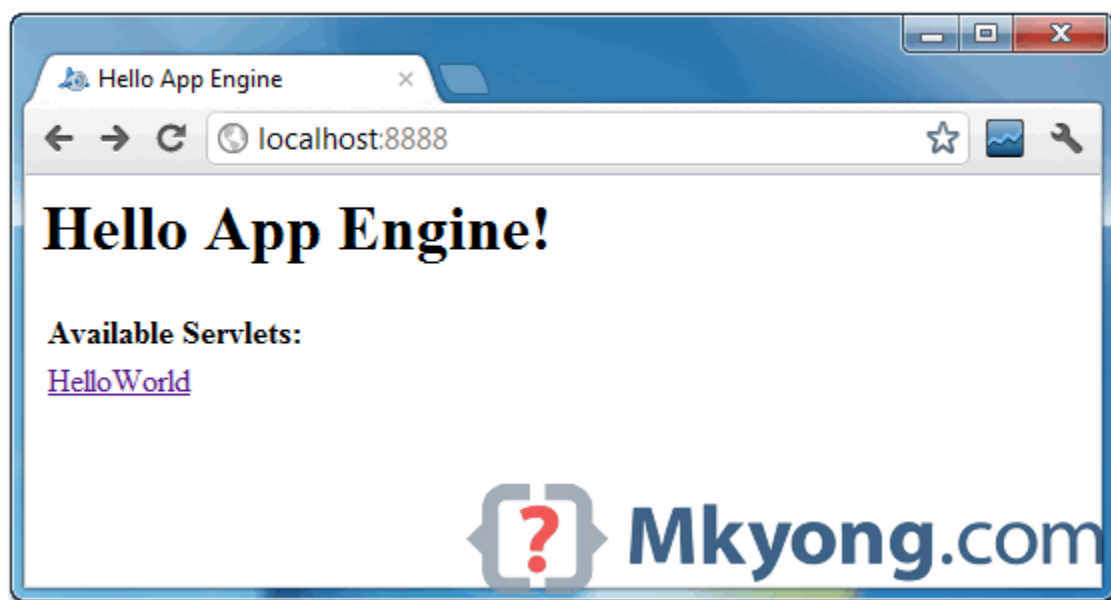 Hello App Engine
localhost:8888
Hello App Engine!
Available Servlets:
HelloWorld
{?} Mkyong.com